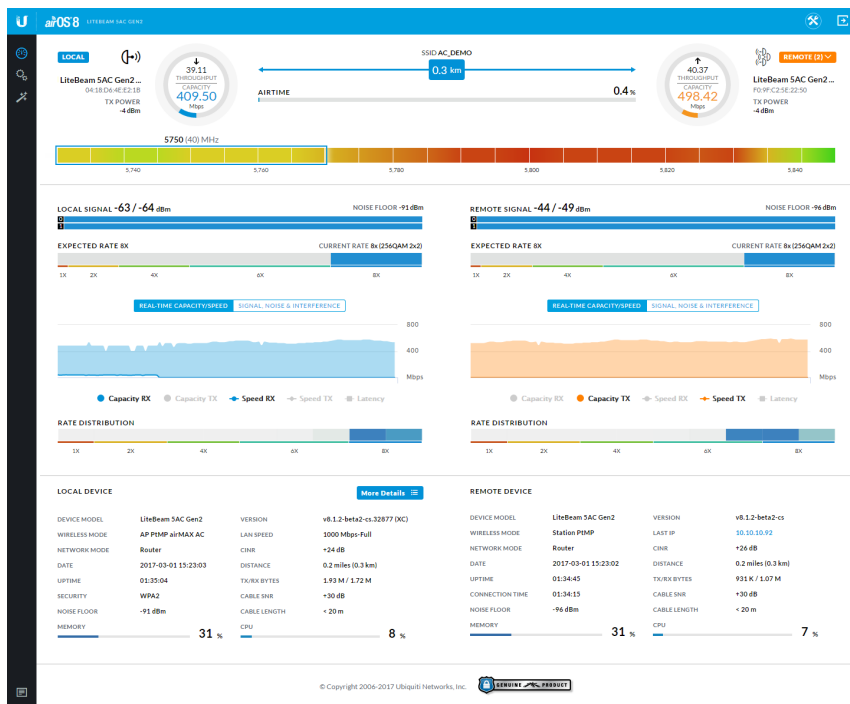 U airOS 8 LITEBEAM 5AC GEN2
LOCAL
LiteBeam 5AC Gen2...
04:18:D6:4E:E2:1B
TX POWER
-4 dBm
39.11
THROUGHPUT
CAPACITY
409.50
Mbps
SSID AC_DEMO
0.3 km
AIRTIME 0.4 %
40.37
THROUGHPUT
CAPACITY
498.42
Mbps
REMOTE (2)
LiteBeam 5AC Gen2...
F0:9F:C2:5E:22:50
TX POWER
-4 dBm
5750 (40) MHz
5,740 5,760 5,780 5,800 5,820 5,840
LOCAL SIGNAL -63 / -64 dBm NOISE FLOOR -91 dBm
0
1
EXPECTED RATE 8X CURRENT RATE 8x (256QAM 2x2)
1X 2X 4X 6X 8X
REAL-TIME CAPACITY/SPEED SIGNAL, NOISE & INTERFERENCE
800
400
Mbps
Capacity RX Capacity TX Speed RX Speed TX Latency
RATE DISTRIBUTION
1X 2X 4X 6X 8X
REMOTE SIGNAL -44 / -49 dBm NOISE FLOOR -96 dBm
0
1
EXPECTED RATE 8X CURRENT RATE 8x (256QAM 2x2)
1X 2X 4X 6X 8X
REAL-TIME CAPACITY/SPEED SIGNAL, NOISE & INTERFERENCE
800
400
Mbps
Capacity RX Capacity TX Speed RX Speed TX Latency
RATE DISTRIBUTION
1X 2X 4X 6X 8X
LOCAL DEVICE More Details
DEVICE MODEL LiteBeam 5AC Gen2 VERSION v8.1.2-beta2-cs.32877 (XC)
WIRELESS MODE AP PtMP airMAX AC LAN SPEED 1000 Mbps-Full
NETWORK MODE Router CINR +24 dB
DATE 2017-03-01 15:23:03 DISTANCE 0.2 miles (0.3 km)
UPTIME 01:35:04 TX/RX BYTES 1.93 M / 1.72 M
SECURITY WPA2 CABLE SNR +30 dB
NOISE FLOOR -91 dBm CABLE LENGTH < 20 m
MEMORY 31 % CPU 8 %
REMOTE DEVICE
DEVICE MODEL LiteBeam 5AC Gen2 VERSION v8.1.2-beta2-cs
WIRELESS MODE Station PtMP LAST IP 10.10.10.92
NETWORK MODE Router CINR +26 dB
DATE 2017-03-01 15:23:02 DISTANCE 0.2 miles (0.3 km)
UPTIME 01:34:45 TX/RX BYTES 931 K / 1.07 M
CONNECTION TIME 01:34:15 CABLE SNR +30 dB
NOISE FLOOR -96 dBm CABLE LENGTH < 20 m
MEMORY 31 % CPU 7 %
© Copyright 2006-2017 Ubiquiti Networks, Inc. GENUINE PRODUCT